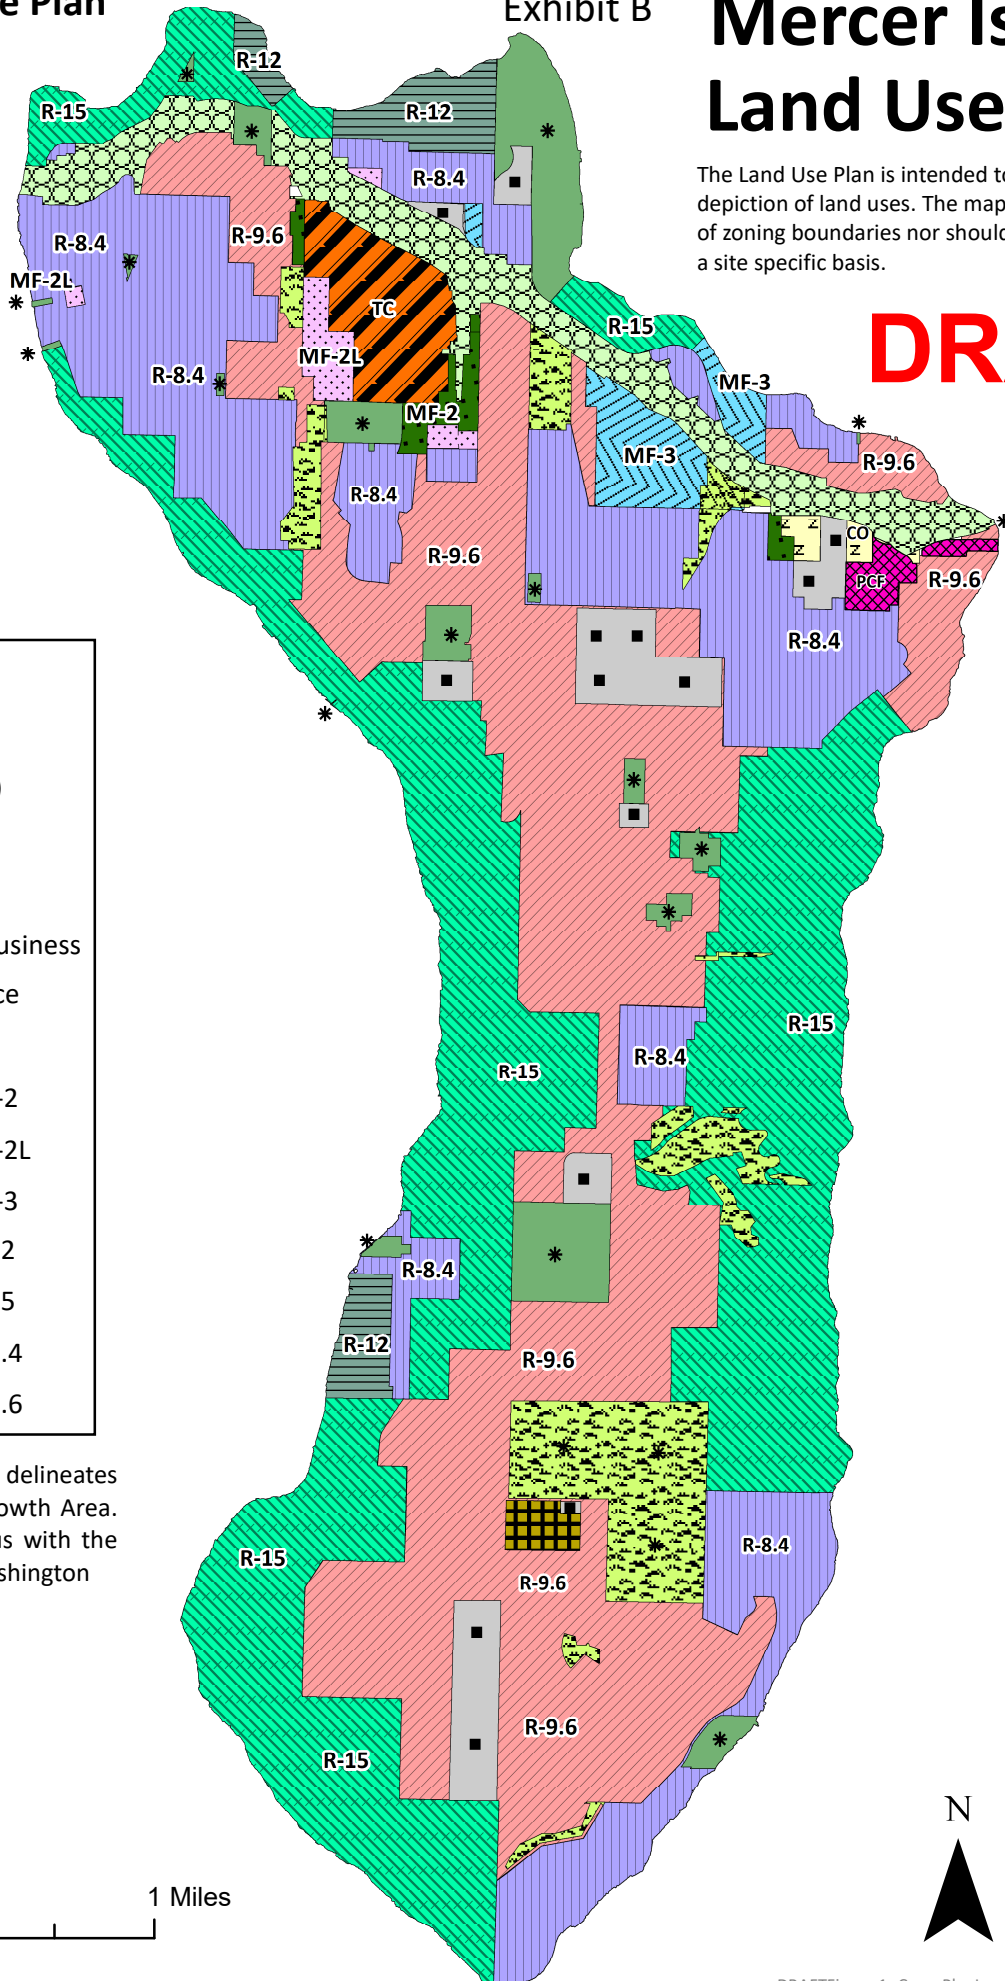 e Plan
Exhibit B
Mercer Is
Land Use
The Land Use Plan is intended to
depiction of land uses. The map
of zoning boundaries nor should
a site specific basis.
DRA
R-12
R-15
R-12
R-8.4
R-9.6
R-8.4
MF-2L
TC
R-15
MF-2L
R-8.4
MF-3
MF-2
MF-3
R-9.6
R-8.4
CO
R-9.6
PCF
R-9.6
R-8.4
)
usiness
ce
-2
-2L
-3
2
5
.4
.6
R-15
R-8.4
R-15
R-8.4
R-12
R-9.6
delineates
owth Area.
us with the
shington
R-15
R-8.4
R-9.6
R-9.6
R-15
N
1 Miles